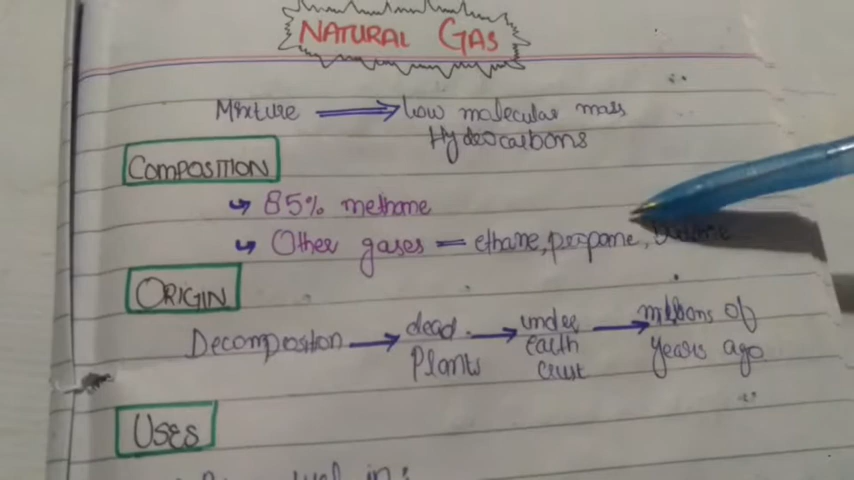 NATURAL GAS
Mixture → low molecular mass
Hydrocarbons
COMPOSITION
↳ 85% methane
↳ Other gases = ethane, propane,
ORIGIN
Decomposition → dead plants → under earth crust → millions of years ago
USES